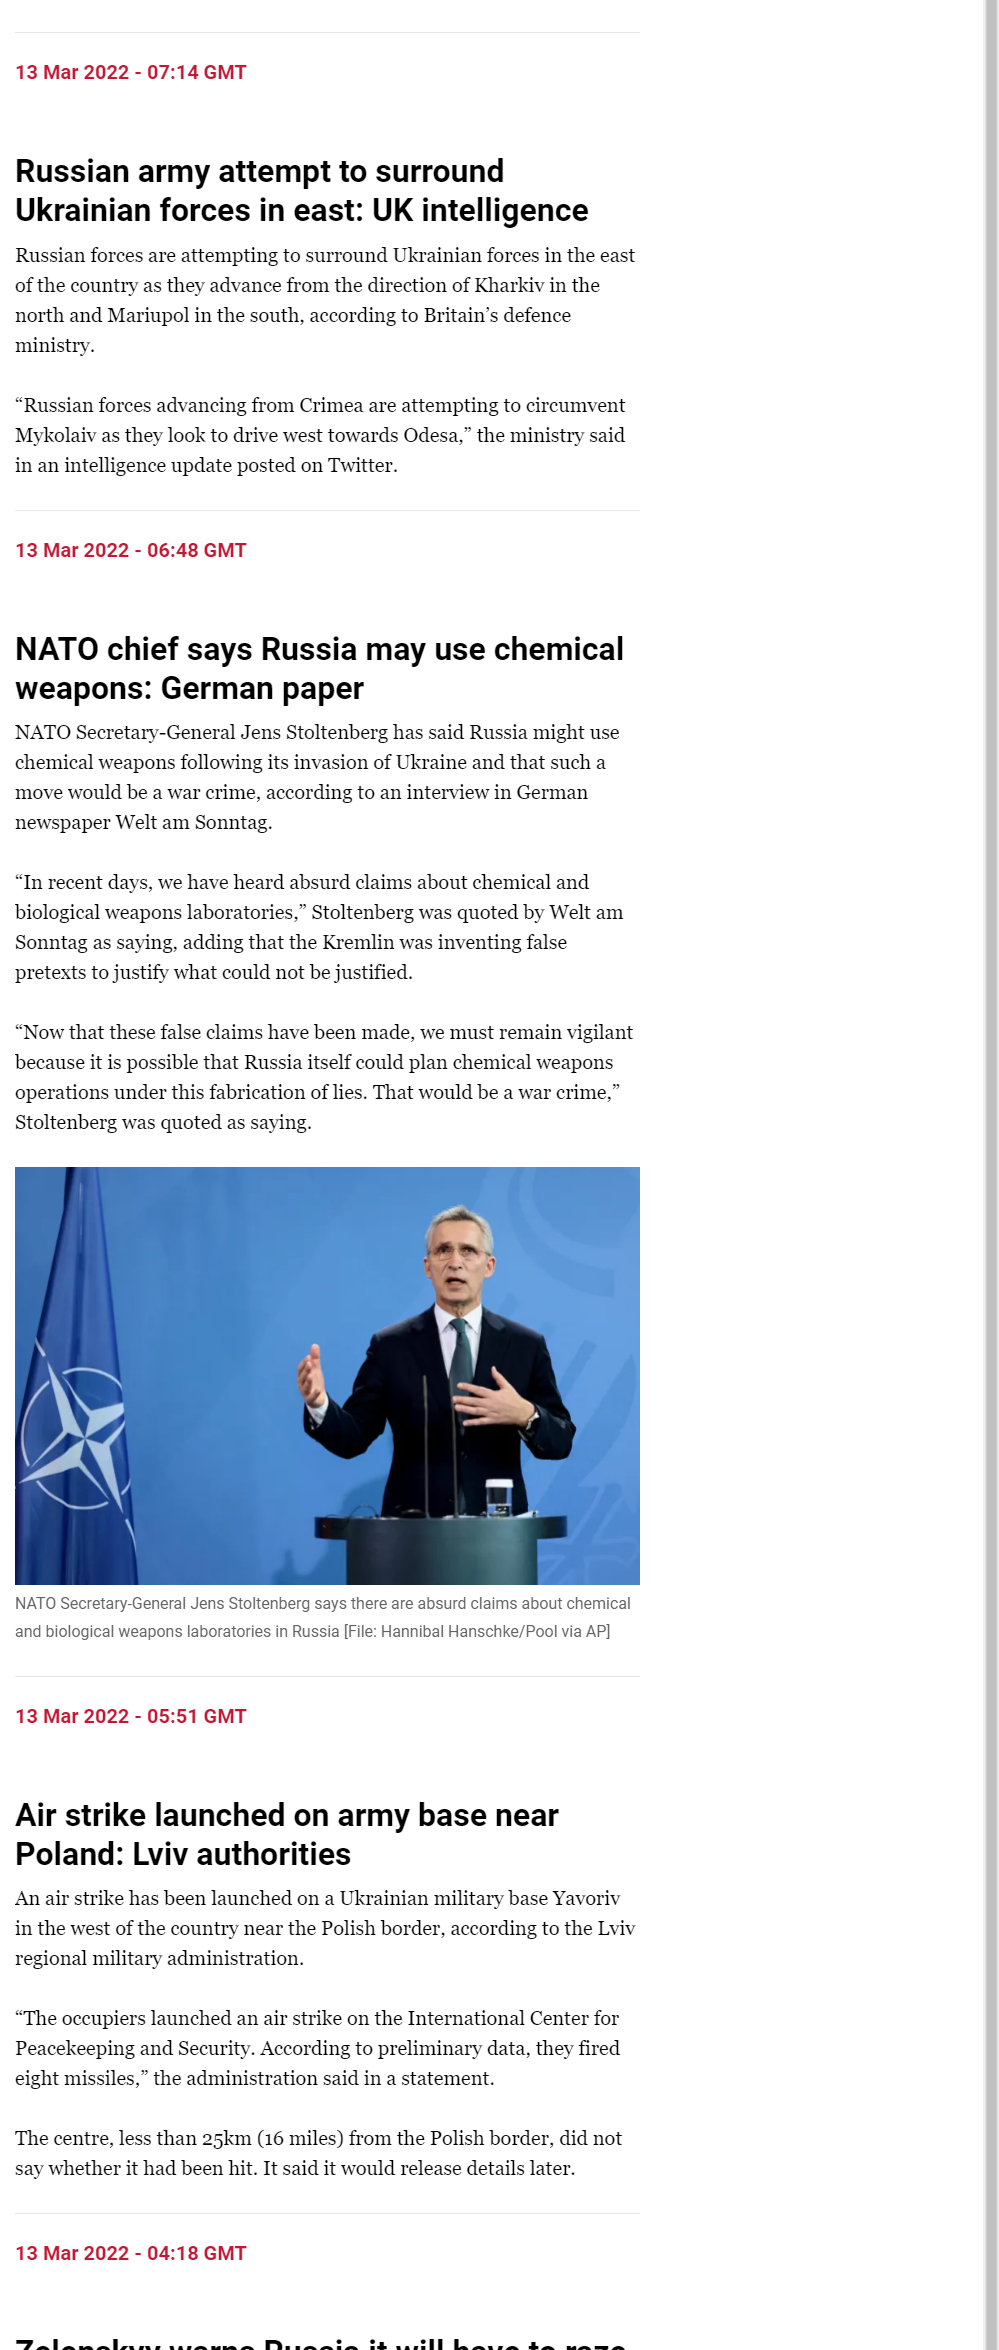 13 Mar 2022 - 07:14 GMT
Russian army attempt to surround
Ukrainian forces in east: UK intelligence
Russian forces are attempting to surround Ukrainian forces in the east
of the country as they advance from the direction of Kharkiv in the
north and Mariupol in the south, according to Britain’s defence
ministry.
“Russian forces advancing from Crimea are attempting to circumvent
Mykolaiv as they look to drive west towards Odesa,” the ministry said
in an intelligence update posted on Twitter.
13 Mar 2022 - 06:48 GMT
NATO chief says Russia may use chemical
weapons: German paper
NATO Secretary-General Jens Stoltenberg has said Russia might use
chemical weapons following its invasion of Ukraine and that such a
move would be a war crime, according to an interview in German
newspaper Welt am Sonntag.
“In recent days, we have heard absurd claims about chemical and
biological weapons laboratories,” Stoltenberg was quoted by Welt am
Sonntag as saying, adding that the Kremlin was inventing false
pretexts to justify what could not be justified.
“Now that these false claims have been made, we must remain vigilant
because it is possible that Russia itself could plan chemical weapons
operations under this fabrication of lies. That would be a war crime,”
Stoltenberg was quoted as saying.
NATO Secretary-General Jens Stoltenberg says there are absurd claims about chemical
and biological weapons laboratories in Russia [File: Hannibal Hanschke/Pool via AP]
13 Mar 2022 - 05:51 GMT
Air strike launched on army base near
Poland: Lviv authorities
An air strike has been launched on a Ukrainian military base Yavoriv
in the west of the country near the Polish border, according to the Lviv
regional military administration.
“The occupiers launched an air strike on the International Center for
Peacekeeping and Security. According to preliminary data, they fired
eight missiles,” the administration said in a statement.
The centre, less than 25km (16 miles) from the Polish border, did not
say whether it had been hit. It said it would release details later.
13 Mar 2022 - 04:18 GMT
Zelenskyy warns Russia it will have to raze